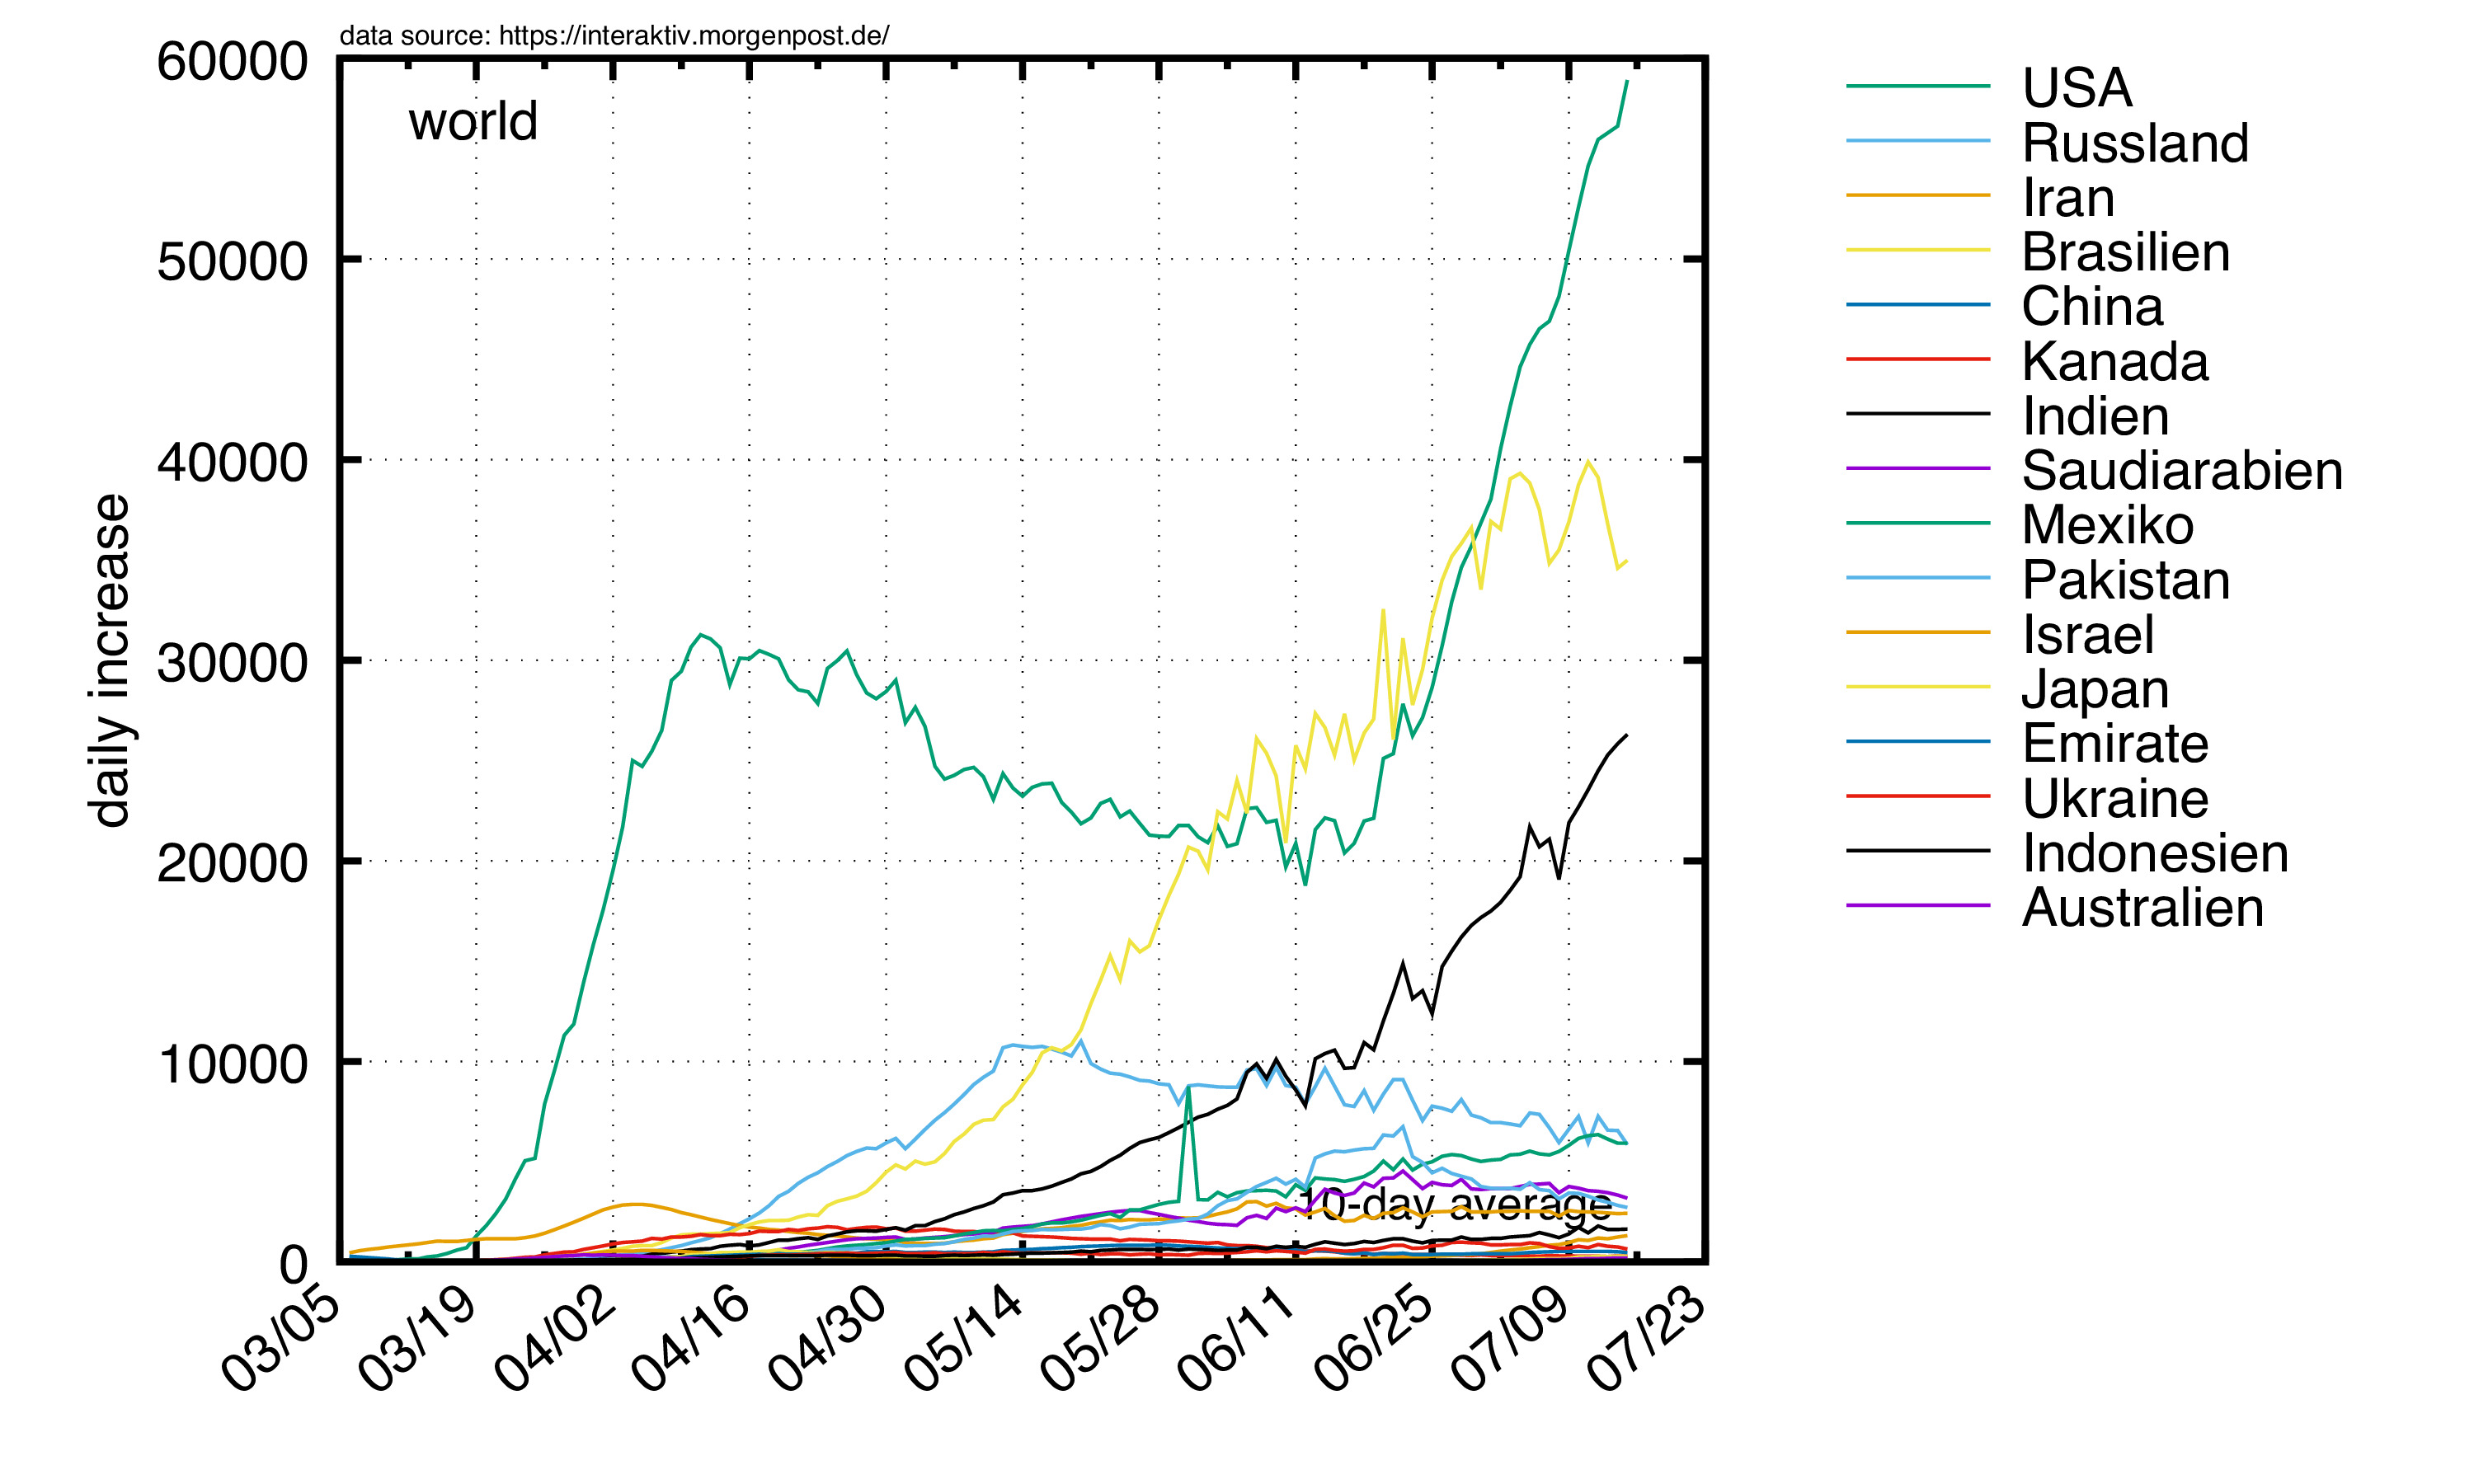 data source: https://interaktiv.morgenpost.de/
60000
50000
40000
30000
20000
10000
0
daily increase
world
10-day average
03/05
03/19
04/02
04/16
04/30
05/14
05/28
06/11
06/25
07/09
07/23
USA
Russland
Iran
Brasilien
China
Kanada
Indien
Saudiarabien
Mexiko
Pakistan
Israel
Japan
Emirate
Ukraine
Indonesien
Australien